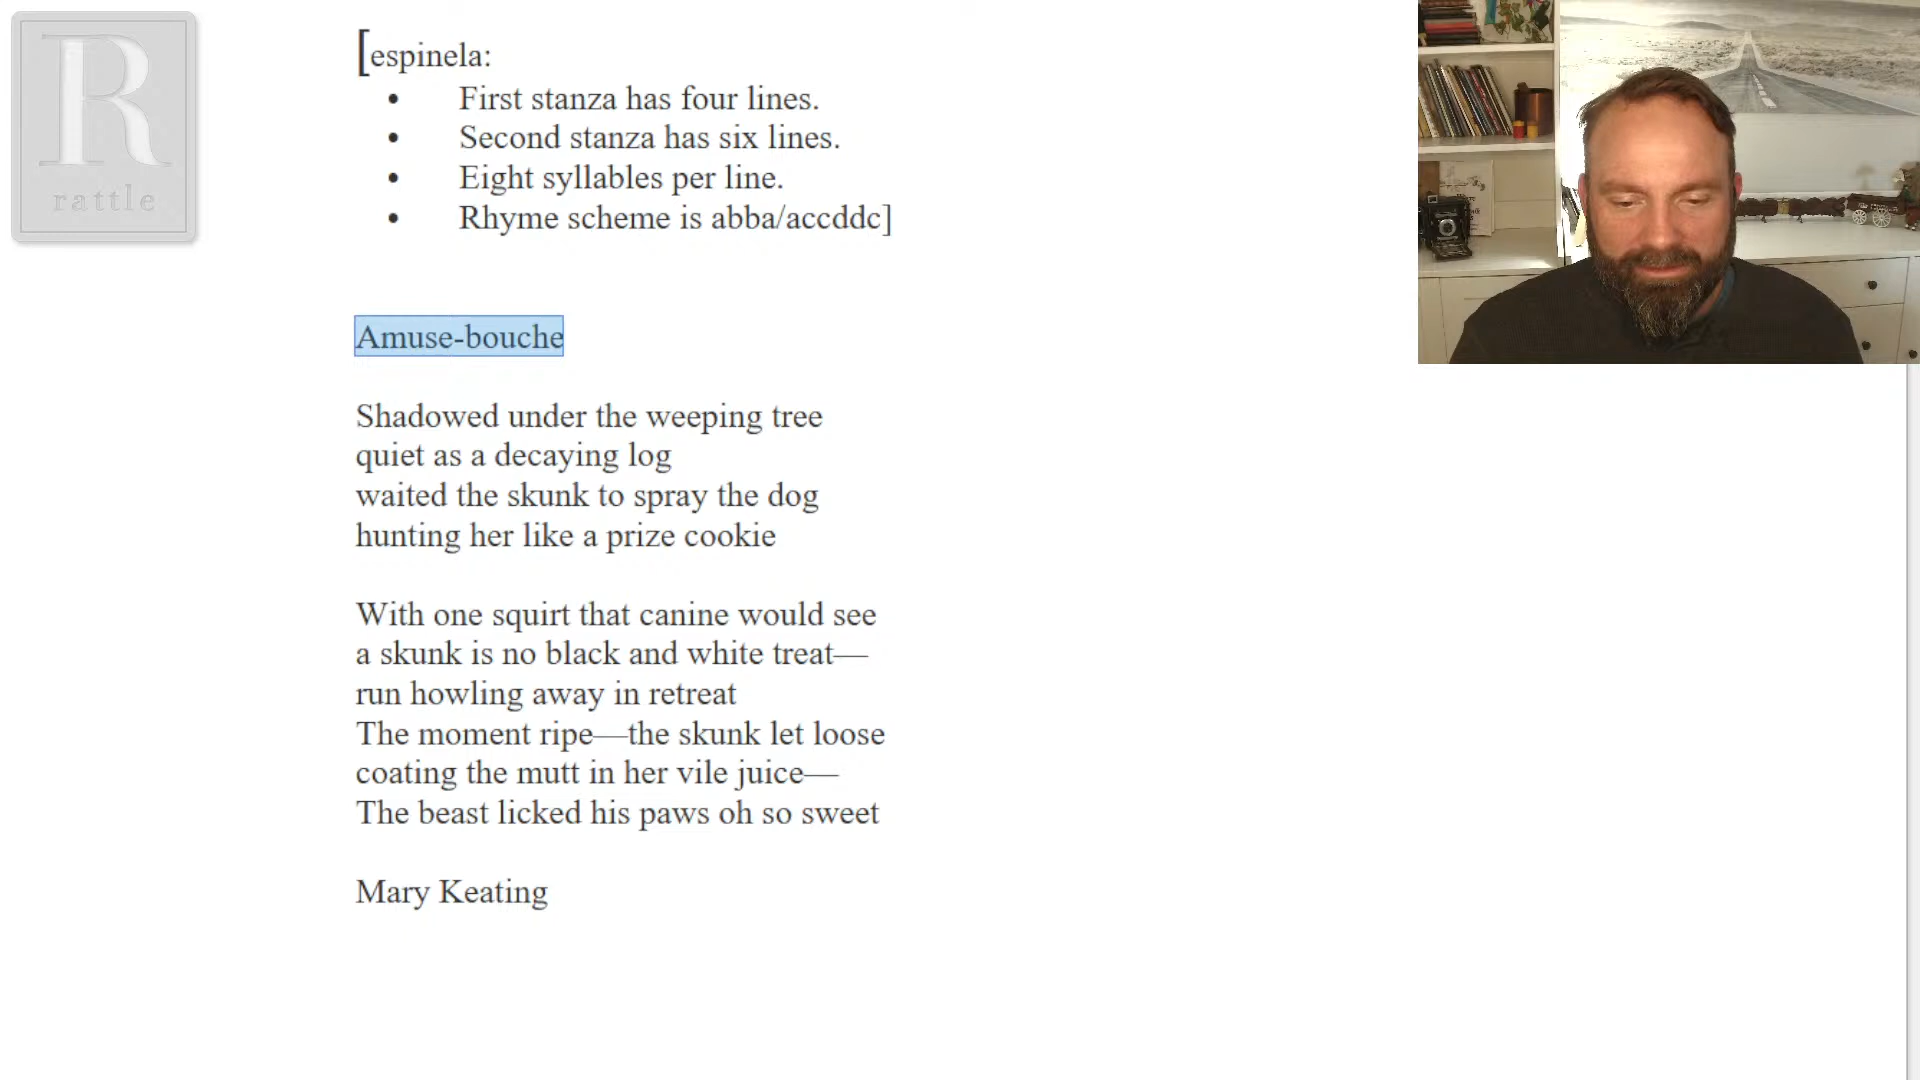 R
rattle
[espinela:
• First stanza has four lines.
• Second stanza has six lines.
• Eight syllables per line.
• Rhyme scheme is abba/accddc]
Amuse-bouche
Shadowed under the weeping tree
quiet as a decaying log
waited the skunk to spray the dog
hunting her like a prize cookie
With one squirt that canine would see
a skunk is no black and white treat—
run howling away in retreat
The moment ripe—the skunk let loose
coating the mutt in her vile juice—
The beast licked his paws oh so sweet
Mary Keating